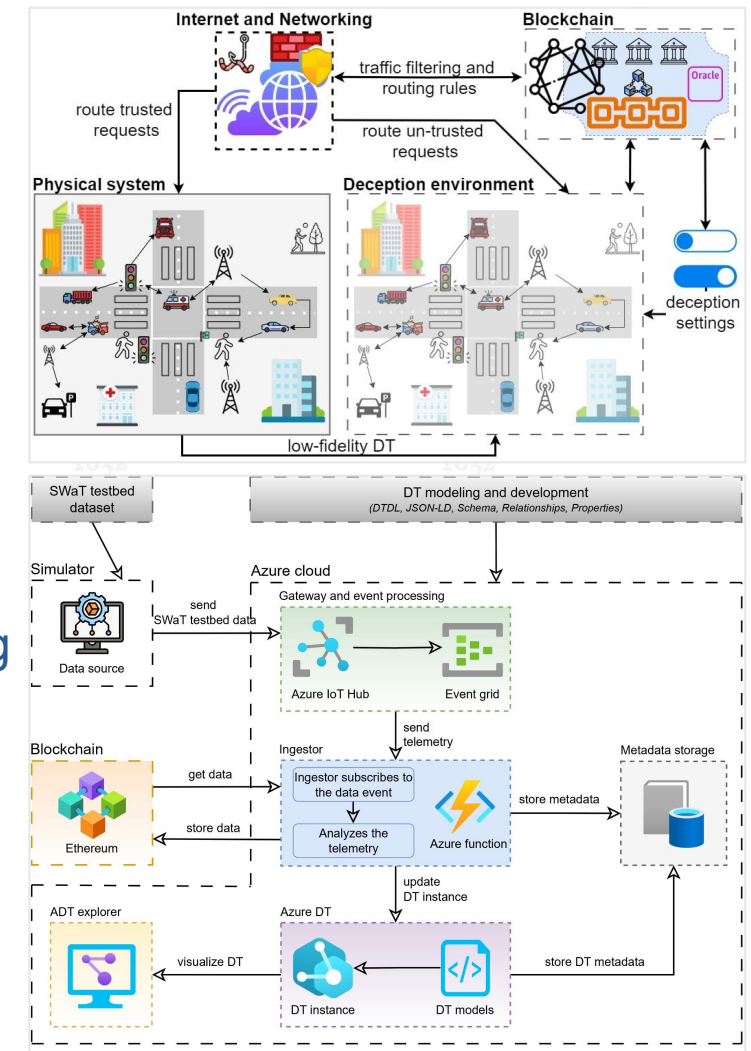 Internet and Networking
Blockchain
traffic filtering and
routing rules
Oracle
route trusted
requests
route un-trusted
requests
Physical system
Deception environment
deception
settings
low-fidelity DT
SWaT testbed
dataset
DT modeling and development
(DTDL, JSON-LD, Schema, Relationships, Properties)
Simulator
Azure cloud
send
SWaT testbed data
Gateway and event processing
Data source
Azure IoT Hub
Event grid
g
send
telemetry
Blockchain
Ingestor
Metadata storage
get data
Ingestor subscribes to
the data event
store metadata
store data
Analyzes the
telemetry
Azure function
Ethereum
update
DT instance
ADT explorer
Azure DT
visualize DT
store DT metadata
DT instance
DT models